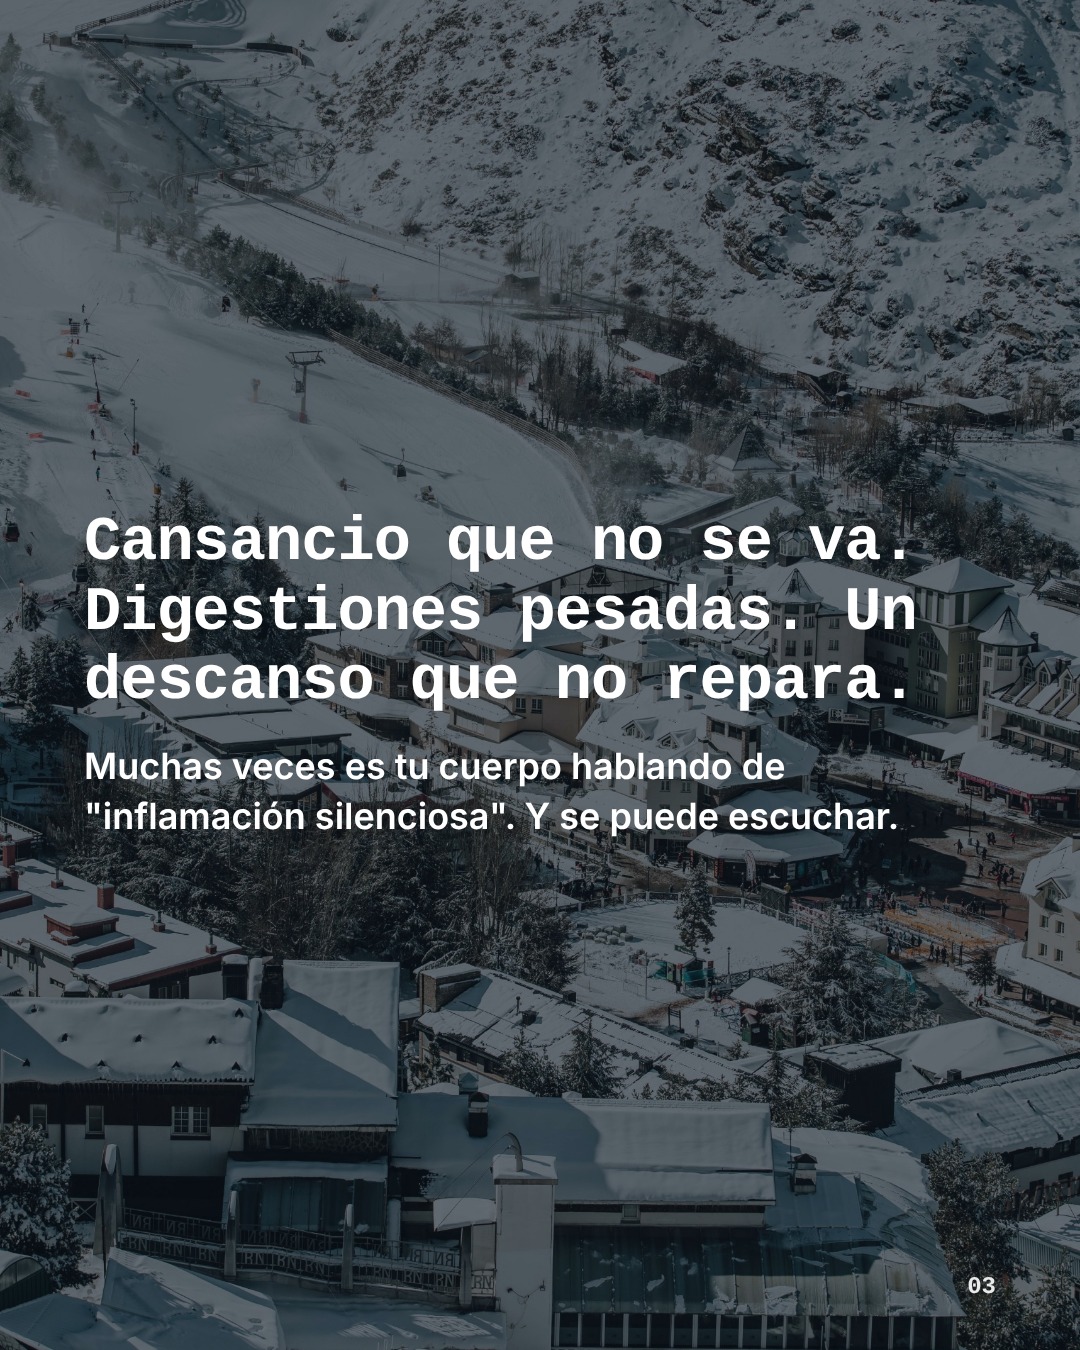 Cansancio que no se va.
Digestiones pesadas. Un
descanso que no repara.
Muchas veces es tu cuerpo hablando de
"inflamación silenciosa". Y se puede escuchar.
03